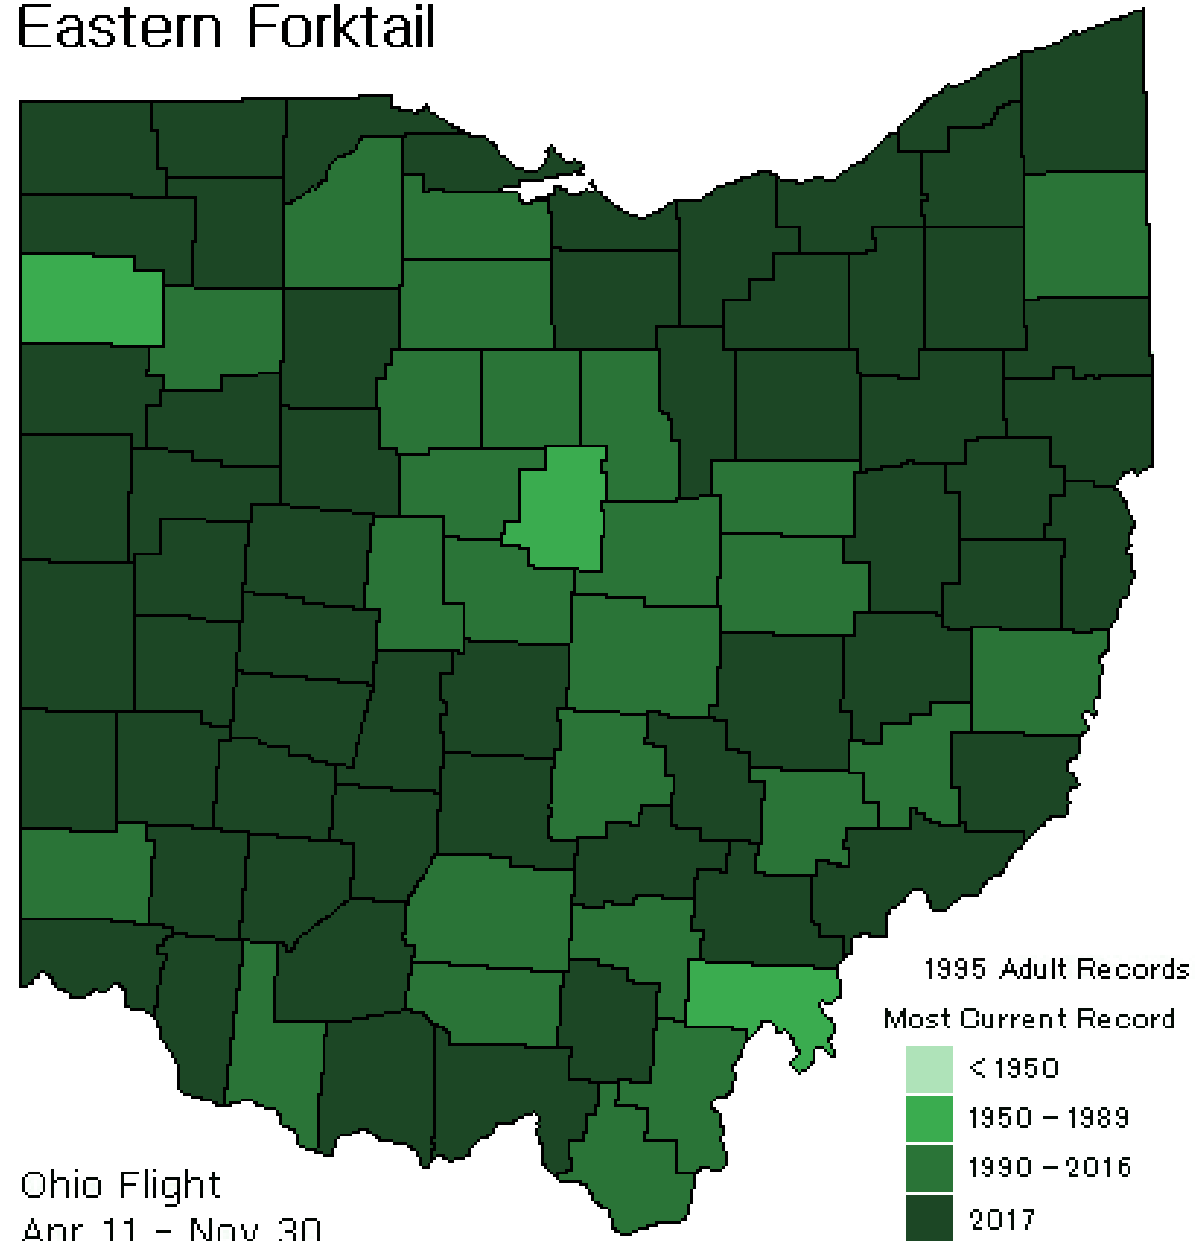 Eastern Forktail
1995 Adult Records
Most Current Record
<1950
1950 - 1989
1990 - 2016
2017
Ohio Flight
Apr 11 - Nov 30